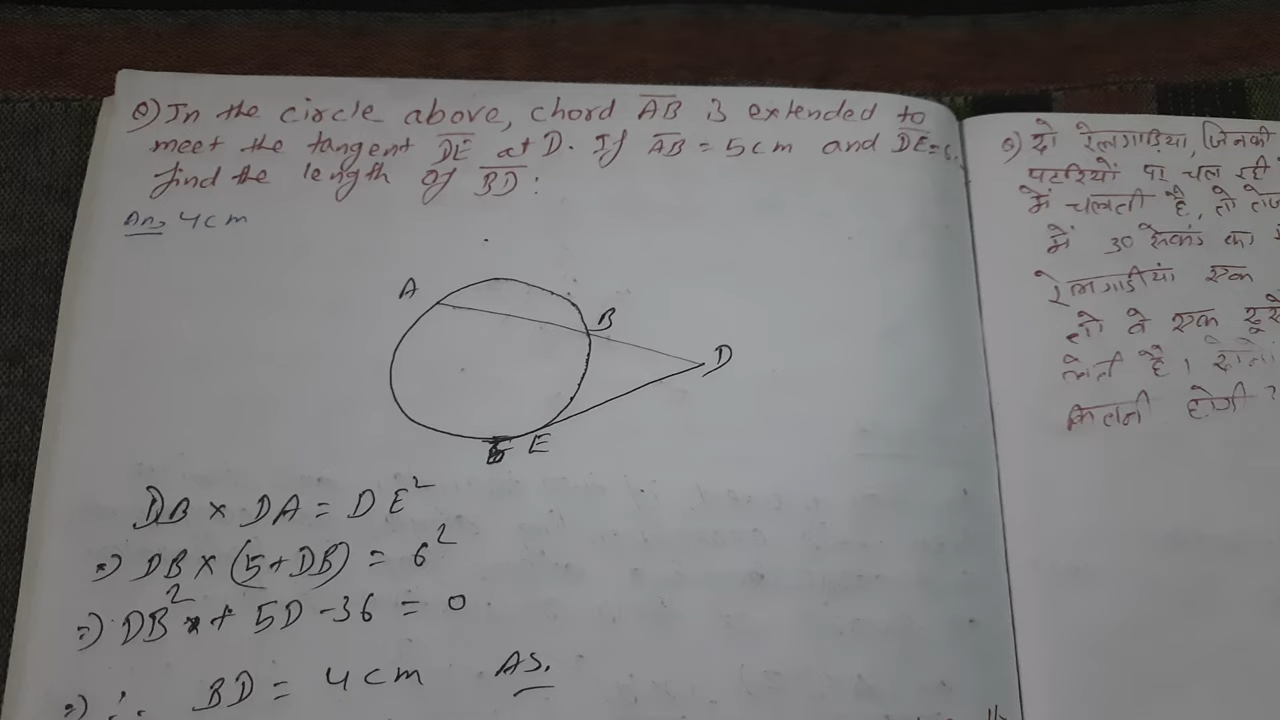 Q) In the circle above, chord AB is extended to
meet the tangent DE at D. If AB = 5cm and DE = 6
find the length of BD:
Ans 4cm
A
B
D
E
DB × DA = DE²
⇒ DB × (5+DB) = 6²
⇒ DB² + 5D - 36 = 0
⇒ ∴ BD = 4cm AS.
Q) दो रेलगाड़िया, जिनकी
पटरियों पर चल रही
में चलती है, तो
में 30 सेकंड का
रेलगाडीयां एक
तो वे एक दूसरे
लेती है।
कितनी होगी?